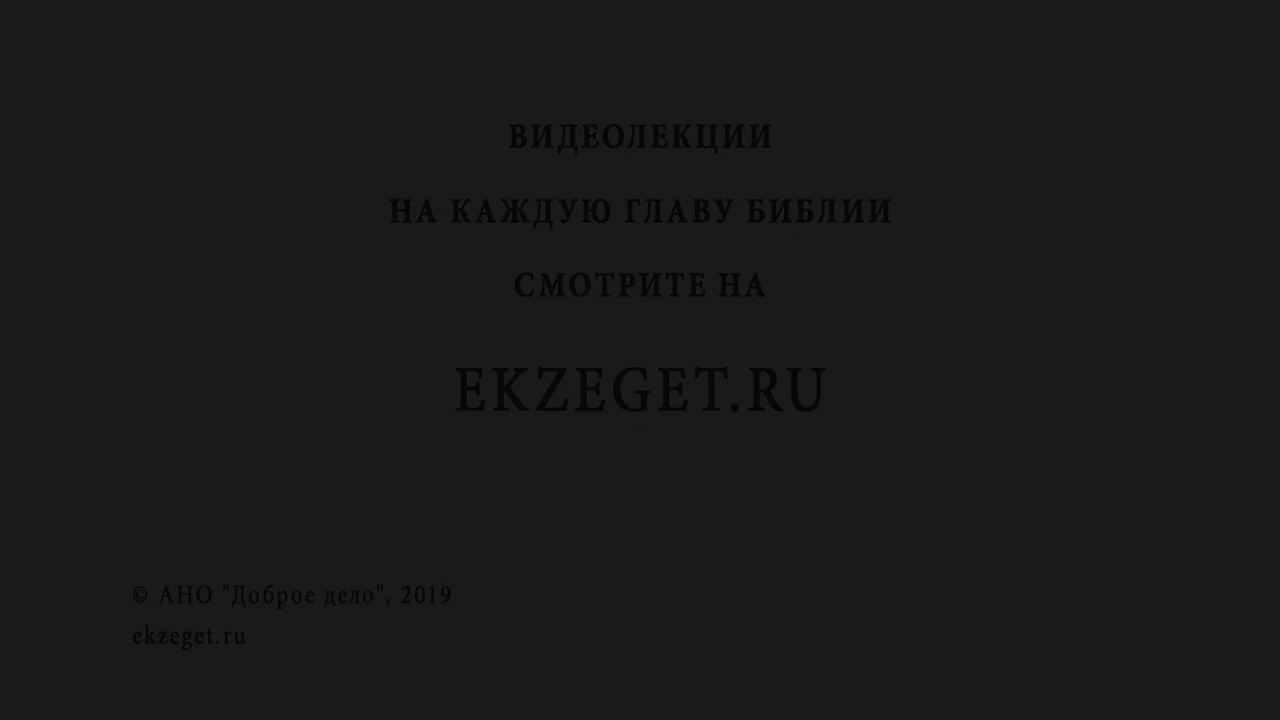 ВИДЕОЛЕКЦИИ
НА КАЖДУЮ ГЛАВУ БИБЛИИ
СМОТРИТЕ НА
EKZEGET.RU
© АНО "Доброе дело", 2019
ekzeget.ru